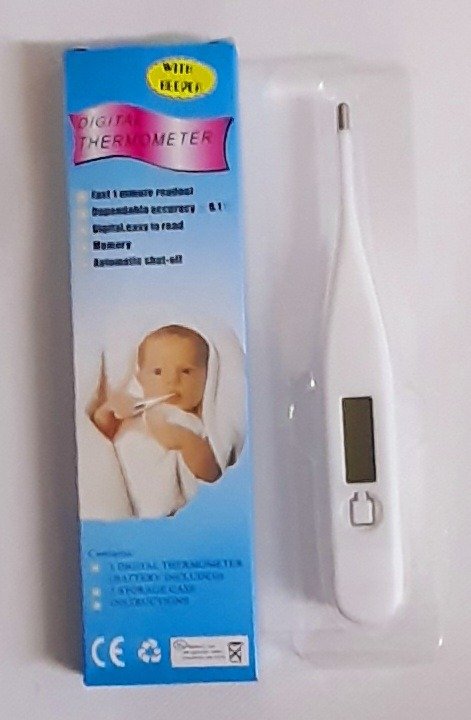 WITH
BEEPER
DIGITAL
THERMOMETER
Fast 1 minute readout
Dependable accuracy 0.1
Digital.easy to read
Memory
Automatic shut-off
Contains:
1 DIGITAL THERMOMETER
(BATTERY INCLUDED)
1 STORAGE CASE
INSTRUCTIONS
CE